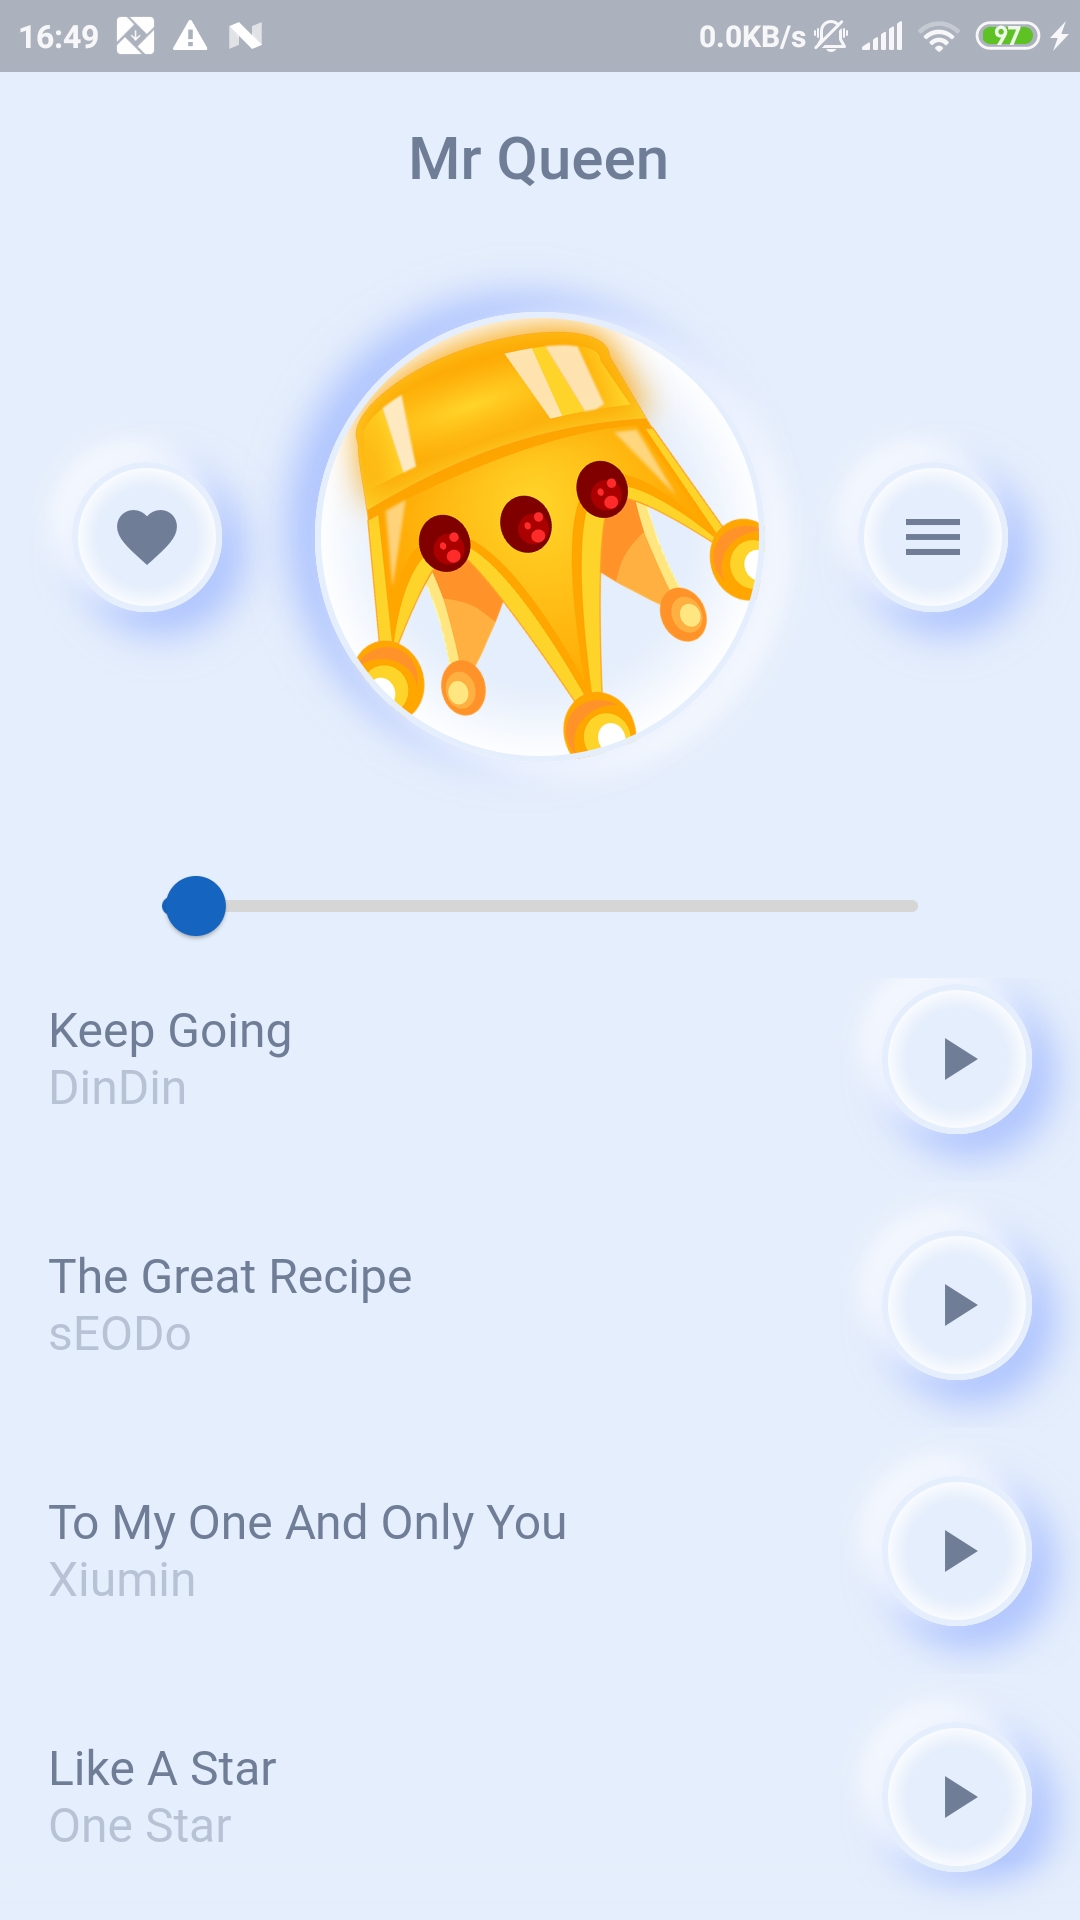 16:49 0.0KB/s 97
Mr Queen
Keep Going
DinDin
The Great Recipe
sEODo
To My One And Only You
Xiumin
Like A Star
One Star